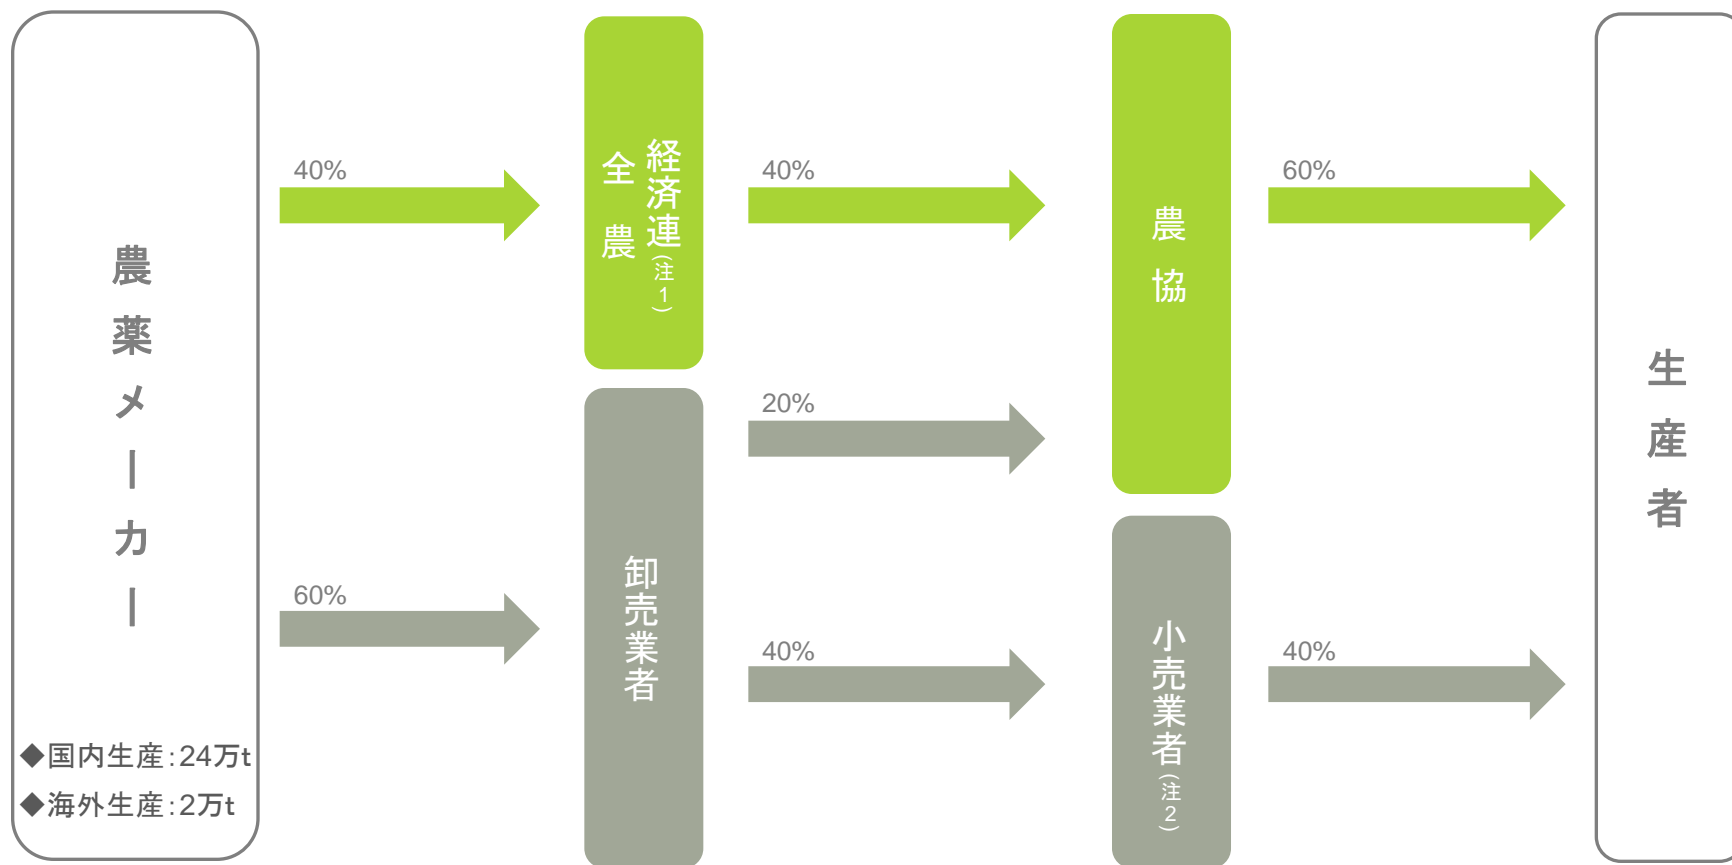 農薬メーカー
◆国内生産：24万t
◆海外生産：2万t
40%
60%
経済連(注1)
全農
卸売業者
40%
20%
40%
農協
小売業者(注2)
60%
40%
生産者